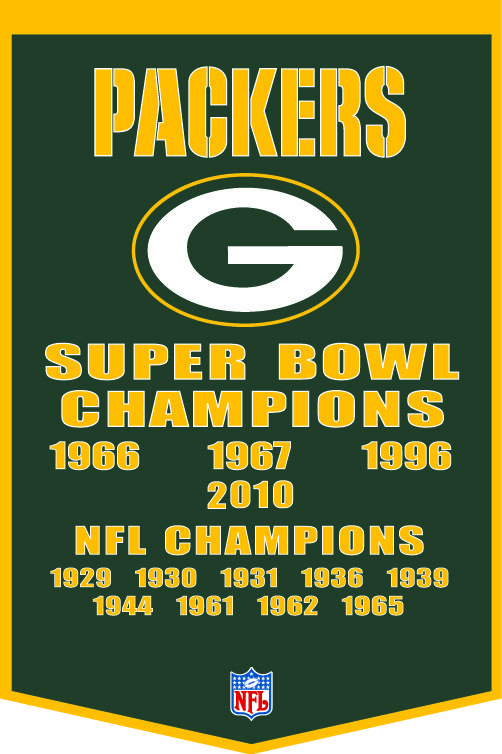 PACKERS
G
SUPER BOWL
CHAMPIONS
1966 1967 1996
2010
NFL CHAMPIONS
1929 1930 1931 1936 1939
1944 1961 1962 1965
NFL